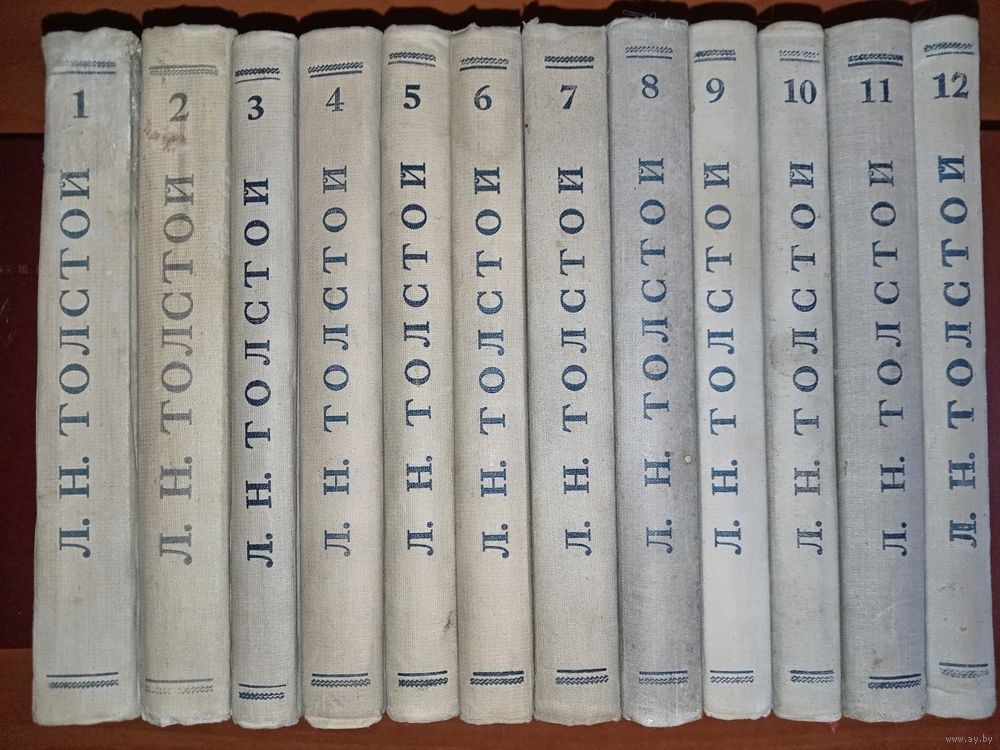 1
Л. Н. ТОЛСТОЙ
2
Л. Н. ТОЛСТОЙ
3
Л. Н. ТОЛСТОЙ
4
Л. Н. ТОЛСТОЙ
5
Л. Н. ТОЛСТОЙ
6
Л. Н. ТОЛСТОЙ
7
Л. Н. ТОЛСТОЙ
8
Л. Н. ТОЛСТОЙ
9
Л. Н. ТОЛСТОЙ
10
Л. Н. ТОЛСТОЙ
11
Л. Н. ТОЛСТОЙ
12
Л. Н. ТОЛСТОЙ
www.ay.by